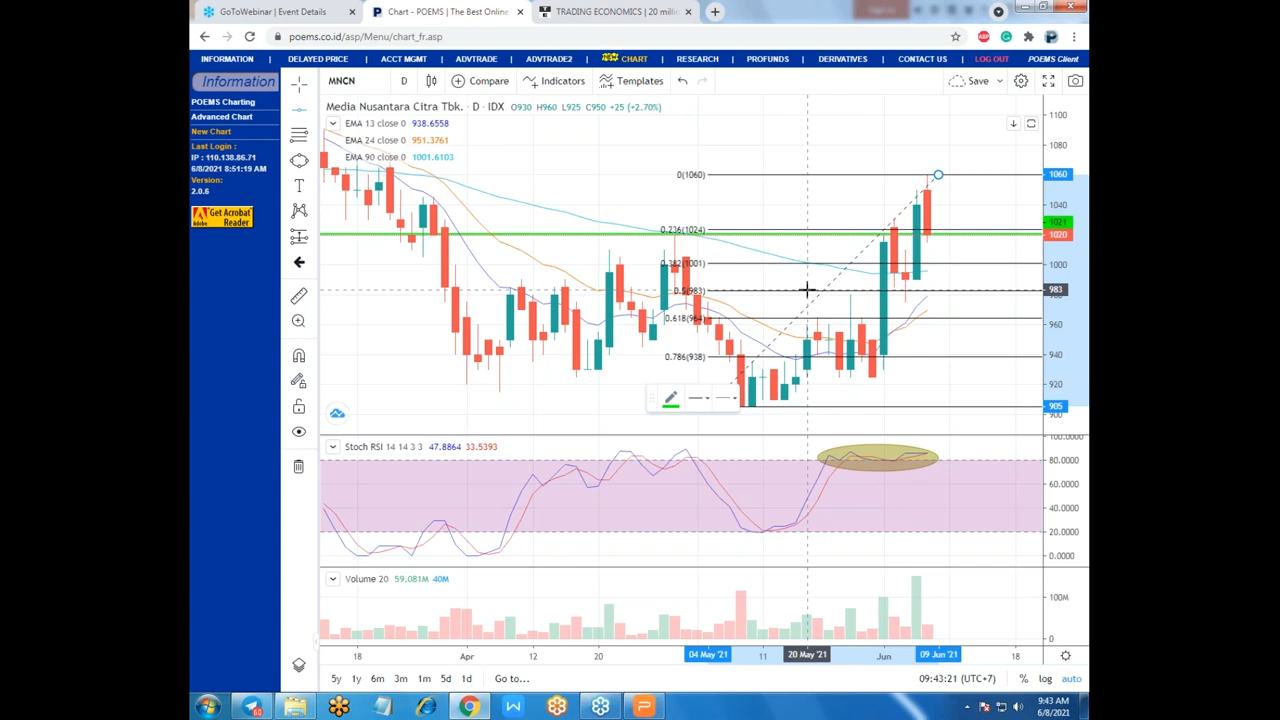 GoToWebinar | Event Details
Chart - POEMS | The Best Online
TRADING ECONOMICS | 20 milli
poems.co.id/asp/Menu/chart_fr.asp
INFORMATION DELAYED PRICE ACCT MGMT ADVTRADE ADVTRADE2 NEW CHART RESEARCH PROFUNDS DERIVATIVES CONTACT US LOG OUT POEMS Client
Information
POEMS Charting
Advanced Chart
New Chart
Last Login :
IP : 110.138.86.71
6/8/2021 8:51:19 AM
Version:
2.0.6
Get Acrobat
Reader
MNCN D Compare Indicators Templates Save
Media Nusantara Citra Tbk. · D · IDX O930 H960 L925 C950 +25 (+2.70%)
EMA 13 close 0 938.6558
EMA 24 close 0 951.3761
EMA 90 close 0 1001.6103
0(1060)
0.236(1024)
0.382(1001)
0.5(983)
0.618(964)
0.786(938)
1100
1080
1060
1040
1021
1020
1000
983
980
960
940
920
905
900
Stoch RSI 14 14 3 3 47.8864 33.5393
100.0000
80.0000
60.0000
40.0000
20.0000
0.0000
Volume 20 59.081M 40M
100M
0
18 Apr 12 20 04 May '21 11 20 May '21 Jun 09 Jun '21 18
5y 1y 6m 3m 1m 5d 1d Go to... 09:43:21 (UTC+7) % log auto
60
9:43 AM
6/8/2021